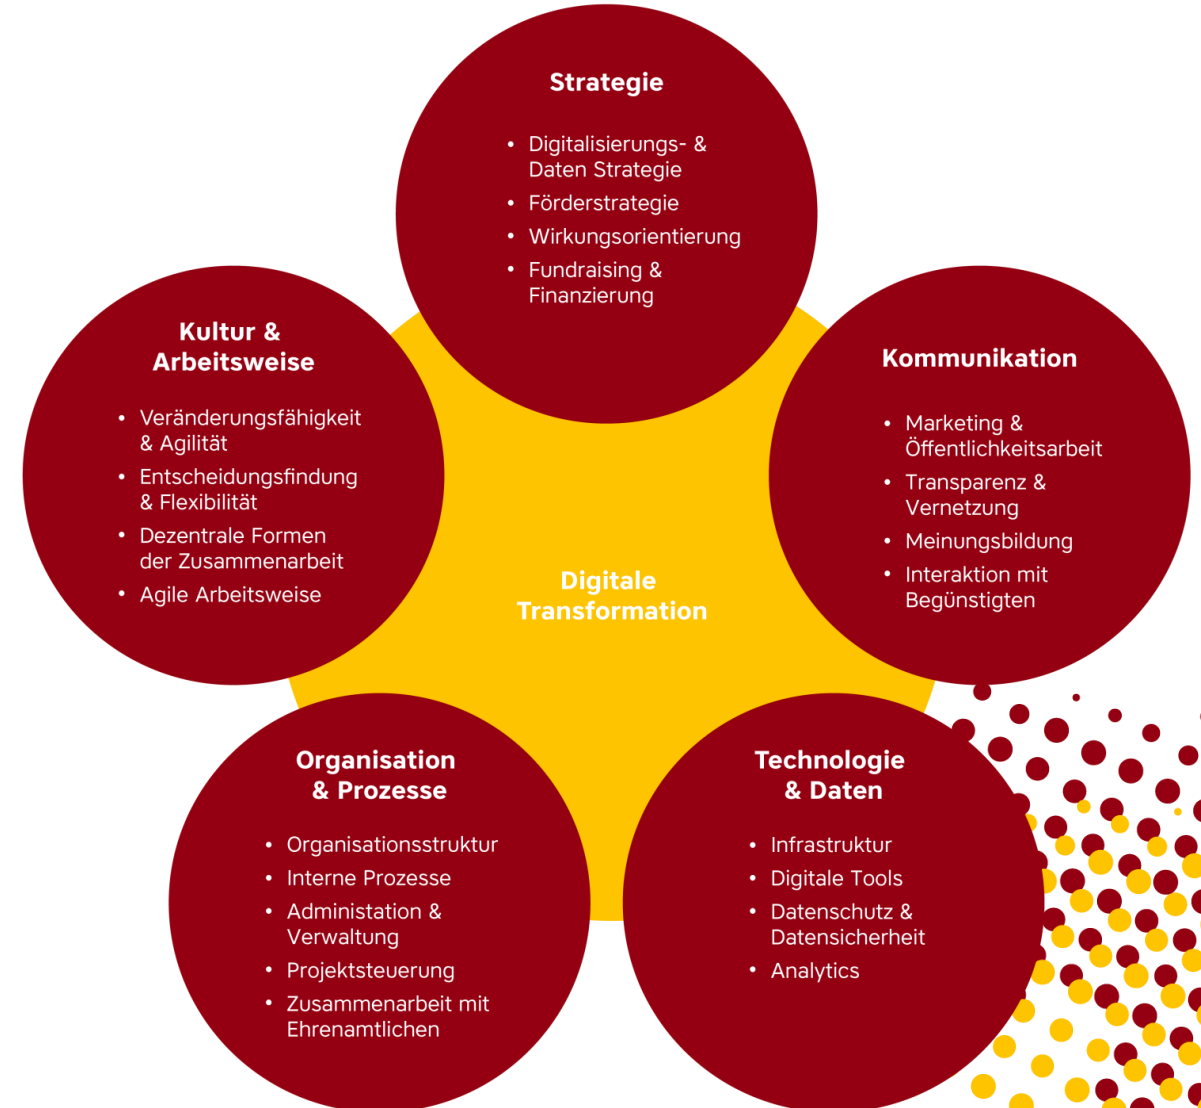 Strategie
• Digitalisierungs- &
Daten Strategie
• Förderstrategie
• Wirkungsorientierung
• Fundraising &
Finanzierung
Kultur &
Arbeitsweise
• Veränderungsfähigkeit
& Agilität
• Entscheidungsfindung
& Flexibilität
• Dezentrale Formen
der Zusammenarbeit
• Agile Arbeitsweise
Kommunikation
• Marketing &
Öffentlichkeitsarbeit
• Transparenz &
Vernetzung
• Meinungsbildung
• Interaktion mit
Begünstigten
Digitale
Transformation
Organisation
& Prozesse
• Organisationsstruktur
• Interne Prozesse
• Administation &
Verwaltung
• Projektsteuerung
• Zusammenarbeit mit
Ehrenamtlichen
Technologie
& Daten
• Infrastruktur
• Digitale Tools
• Datenschutz &
Datensicherheit
• Analytics